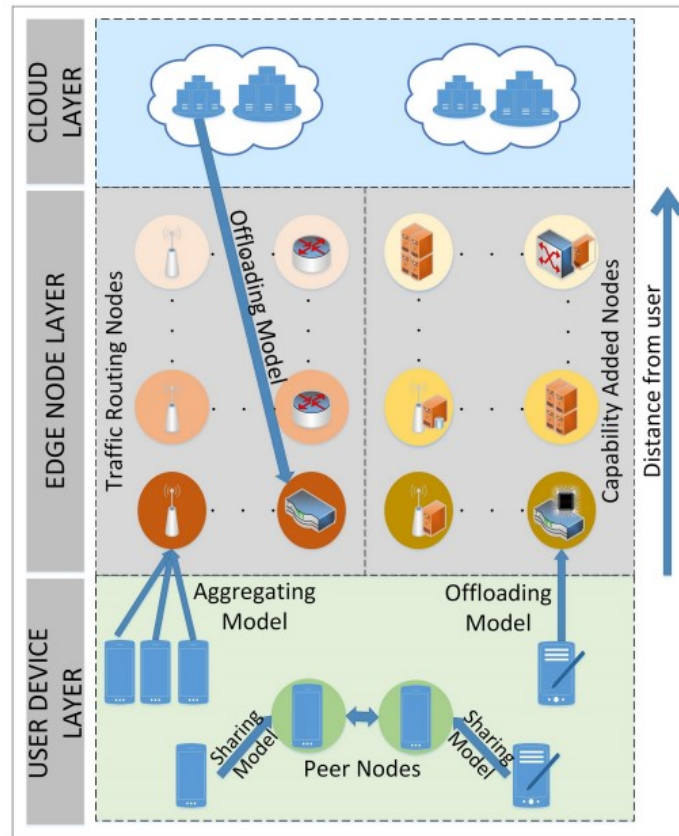 CLOUD
LAYER
EDGE NODE LAYER
Traffic Routing Nodes
Offloading Model
Capability Added Nodes
Distance from user
USER DEVICE
LAYER
Aggregating
Model
Offloading
Model
Sharing
Model
Peer Nodes
Sharing
Model